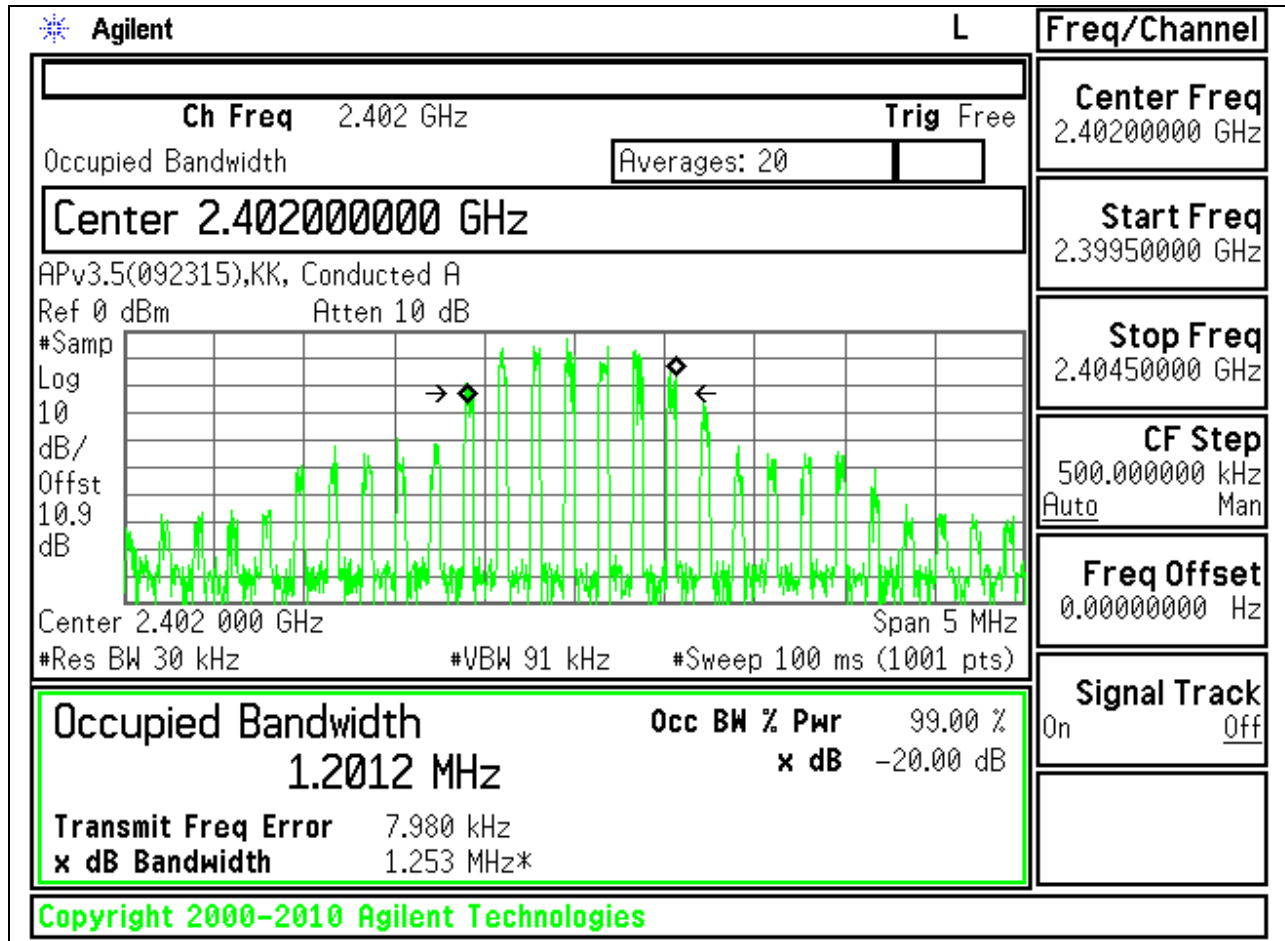 Agilent L
Ch Freq 2.402 GHz Trig Free
Occupied Bandwidth Averages: 20
Center 2.402000000 GHz
APv3.5(092315),KK, Conducted A
Ref 0 dBm Atten 10 dB
#Samp
Log
10
dB/
Offst
10.9
dB
Center 2.402 000 GHz Span 5 MHz
#Res BW 30 kHz #VBW 91 kHz #Sweep 100 ms (1001 pts)
Occupied Bandwidth Occ BW % Pwr 99.00 %
1.2012 MHz x dB -20.00 dB
Transmit Freq Error 7.980 kHz
x dB Bandwidth 1.253 MHz*
Copyright 2000-2010 Agilent Technologies
Freq/Channel
Center Freq
2.40200000 GHz
Start Freq
2.39950000 GHz
Stop Freq
2.40450000 GHz
CF Step
500.000000 kHz
Auto Man
Freq Offset
0.00000000 Hz
Signal Track
On Off